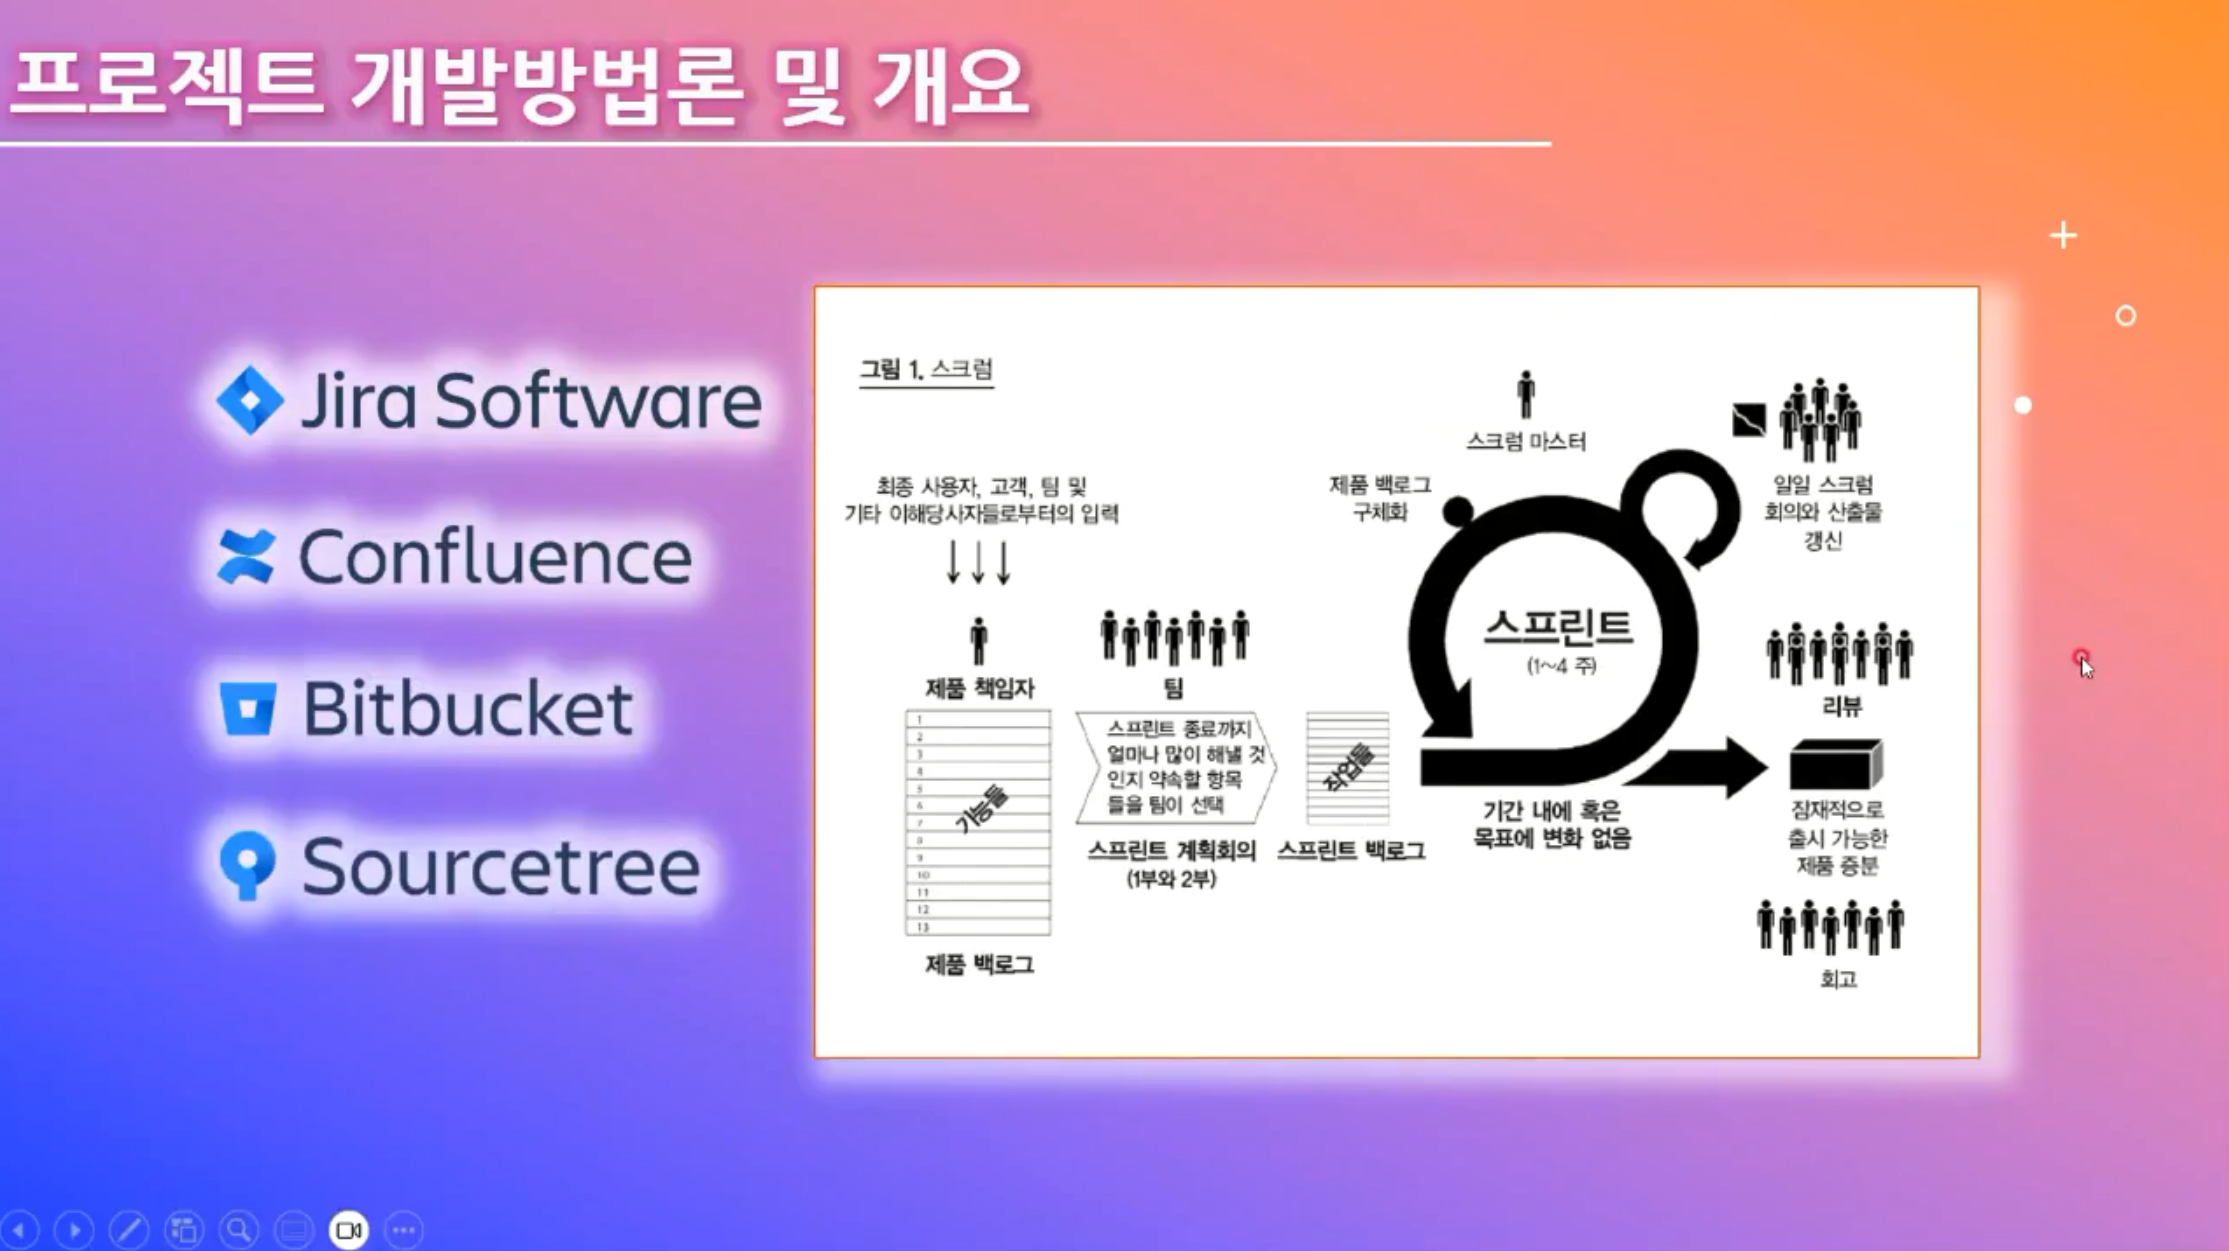 프로젝트 개발방법론 및 개요
Jira Software
Confluence
Bitbucket
Sourcetree
그림 1. 스크럼
최종 사용자, 고객, 팀 및
기타 이해당사자들로부터의 입력
제품 책임자
1
2
3
4
5
6
7
8
9
10
11
12
13
기능들
제품 백로그
팀
스프린트 종료까지
얼마나 많이 해낼 것
인지 약속할 항목
들을 팀이 선택
스프린트 계획회의
(1부와 2부)
작업들
스프린트 백로그
스크럼 마스터
제품 백로그
구체화
스프린트
(1~4 주)
기간 내에 혹은
목표에 변화 없음
일일 스크럼
회의와 산출물
갱신
리뷰
잠재적으로
출시 가능한
제품 증분
회고